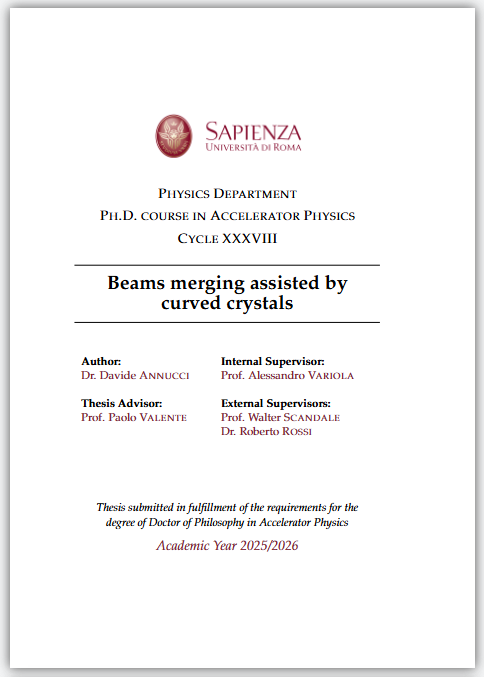 SAPIENZA
UNIVERSITÀ DI ROMA
PHYSICS DEPARTMENT
PH.D. COURSE IN ACCELERATOR PHYSICS
CYCLE XXXVIII
Beams merging assisted by
curved crystals
Author:
Dr. Davide ANNUCCI
Internal Supervisor:
Prof. Alessandro VARIOLA
Thesis Advisor:
Prof. Paolo VALENTE
External Supervisors:
Prof. Walter SCANDALE
Dr. Roberto ROSSI
Thesis submitted in fulfillment of the requirements for the
degree of Doctor of Philosophy in Accelerator Physics
Academic Year 2025/2026